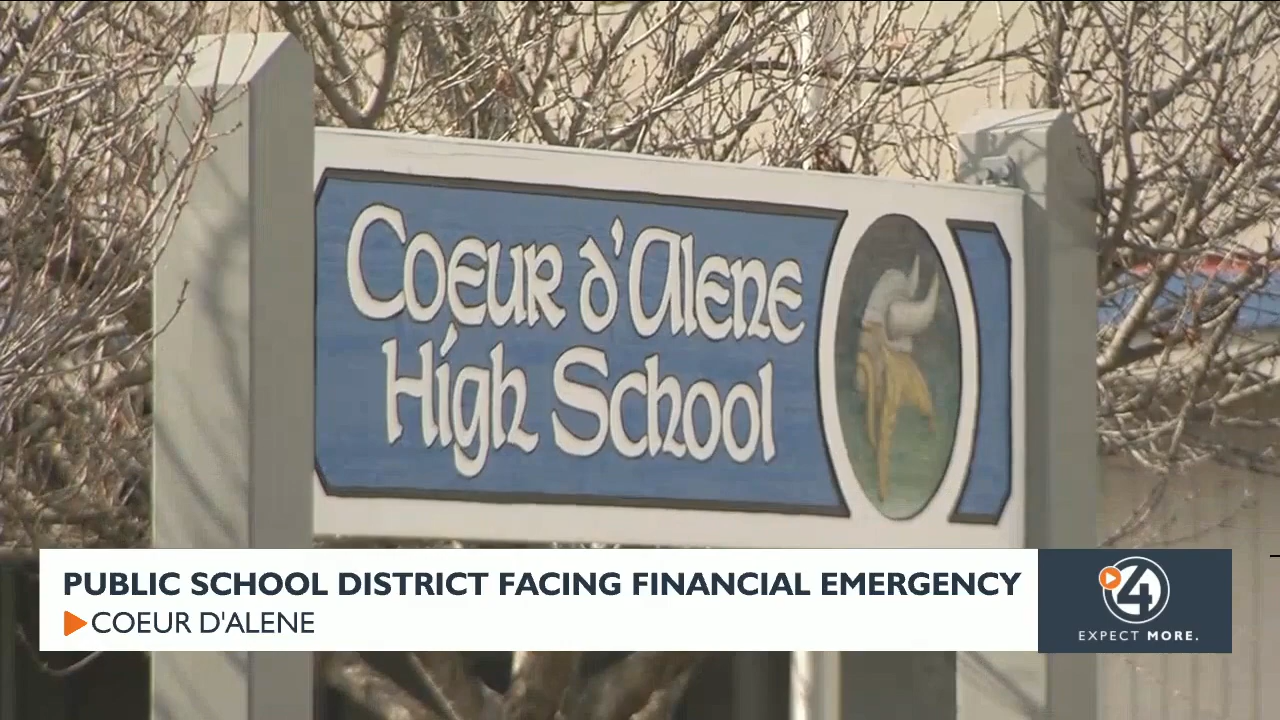 Coeur d'Alene
High School
PUBLIC SCHOOL DISTRICT FACING FINANCIAL EMERGENCY
COEUR D'ALENE
4
EXPECT MORE.